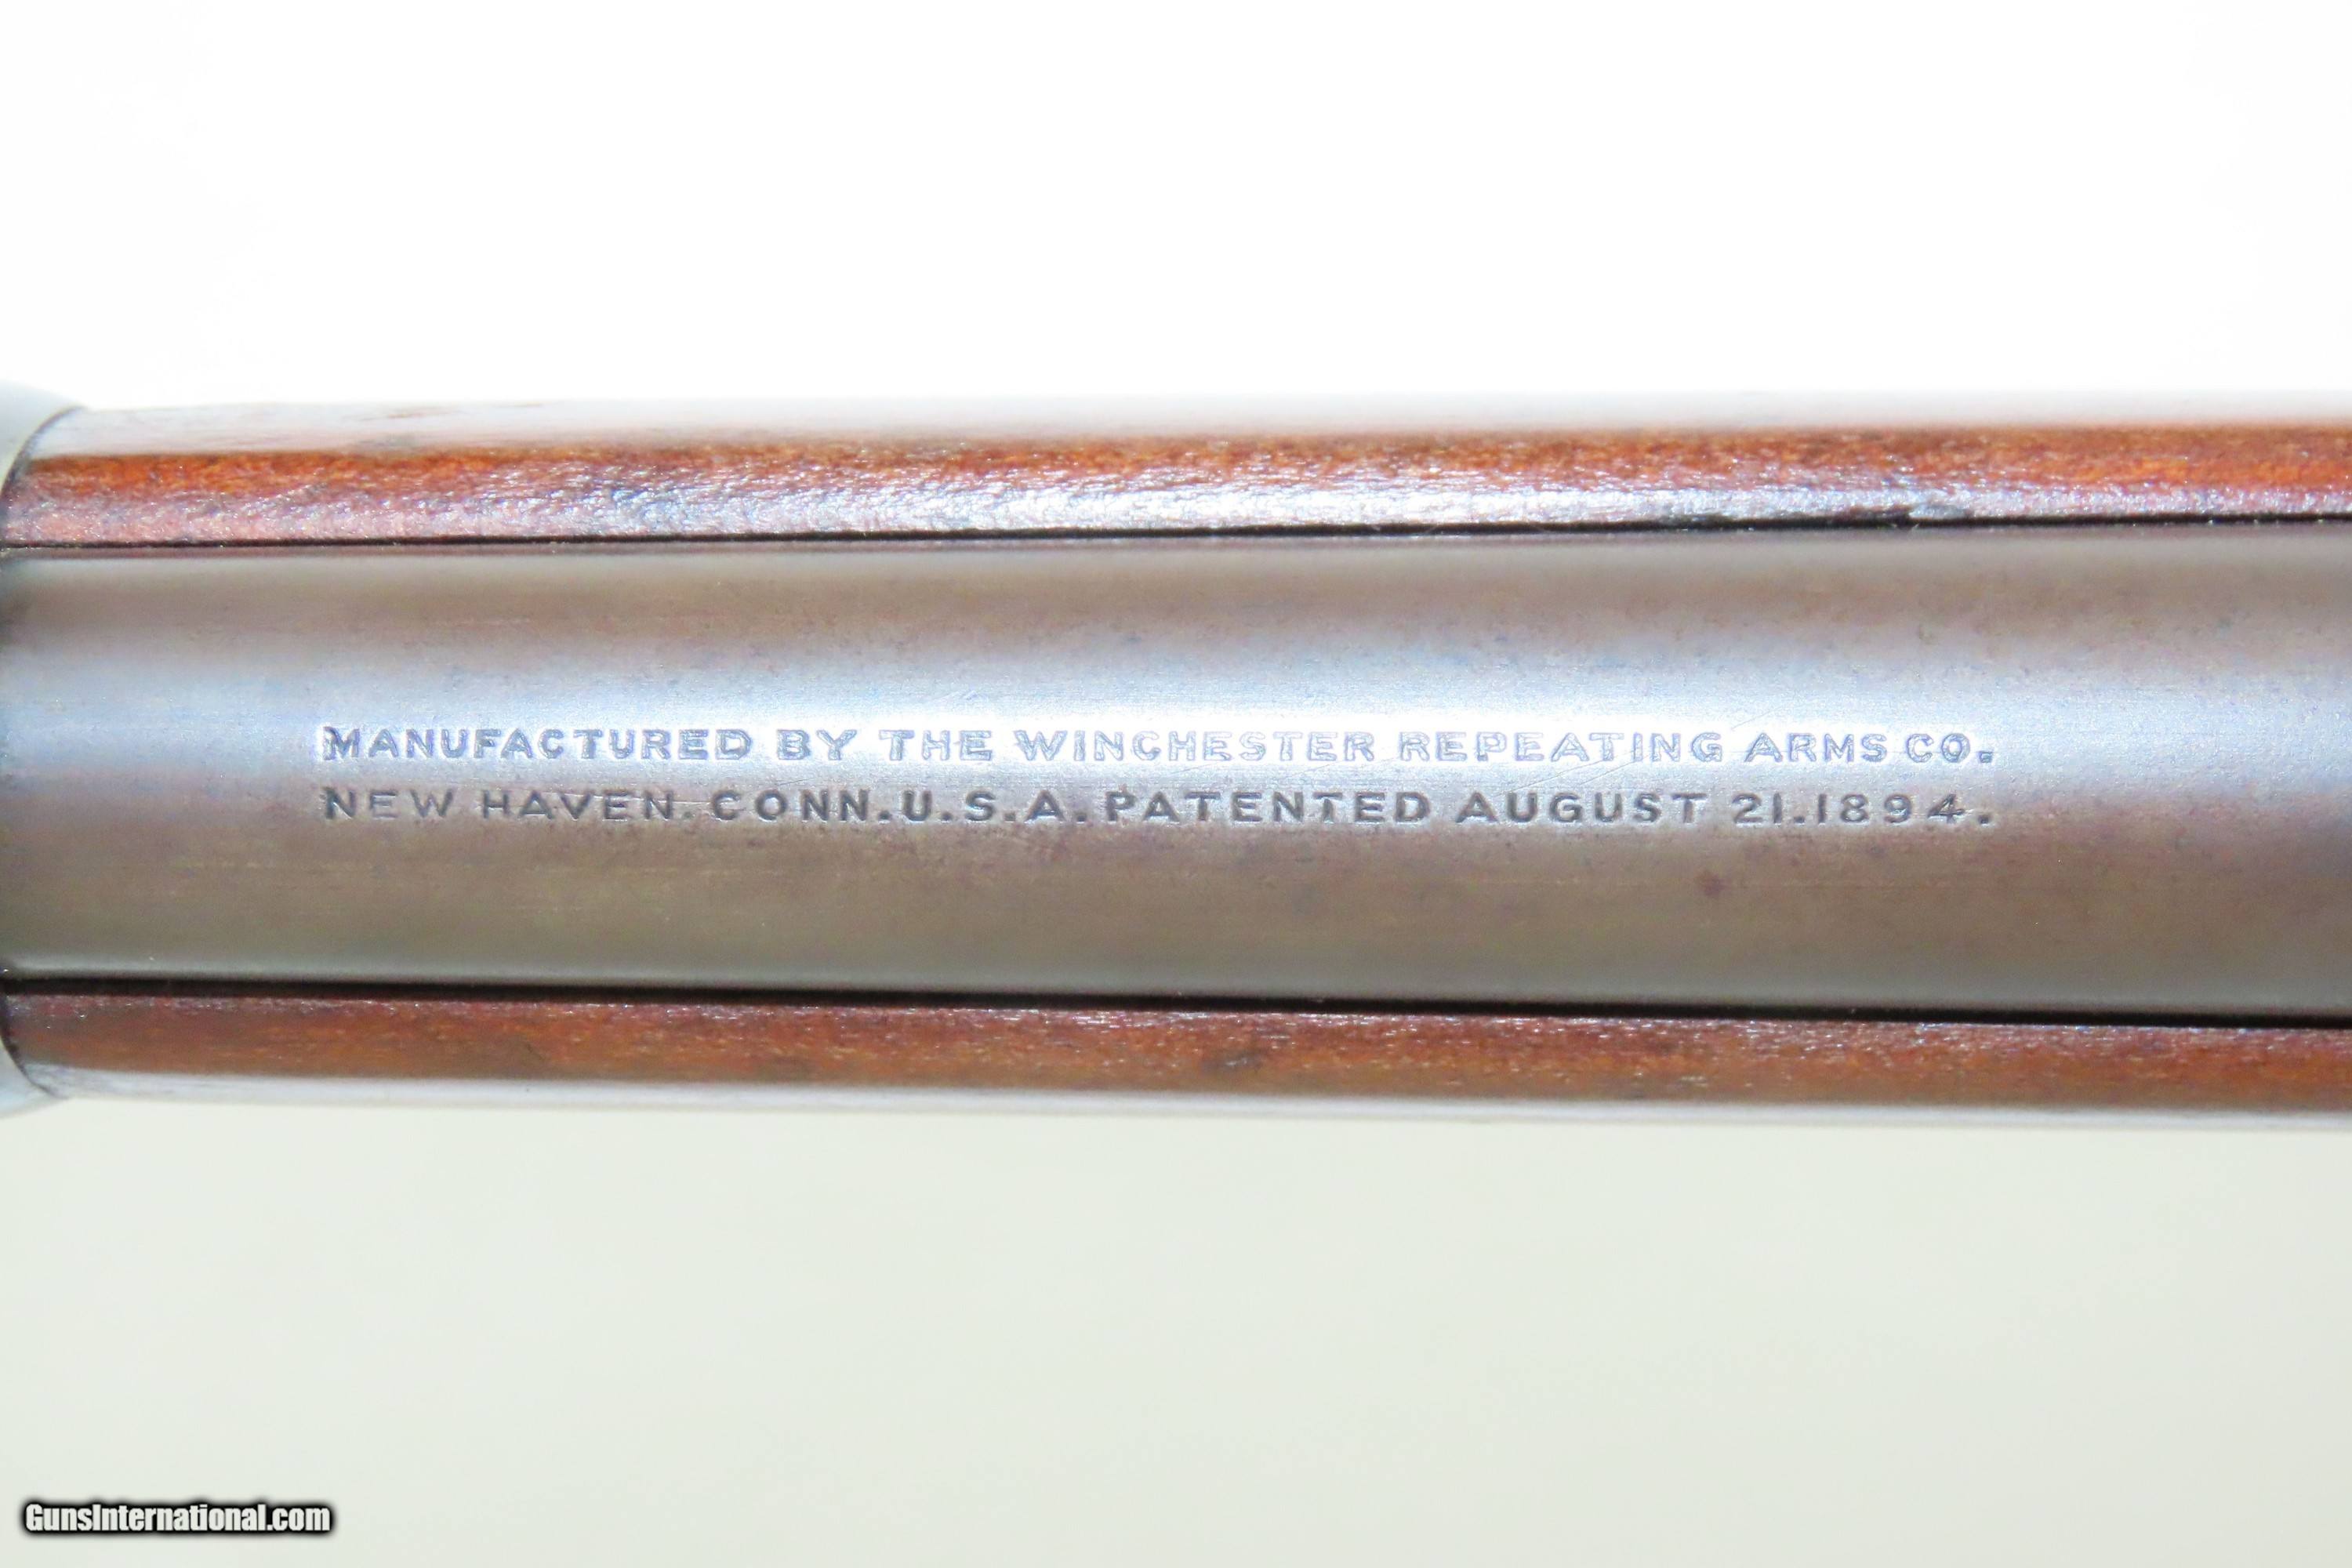 MANUFACTURED BY THE WINCHESTER REPEATING ARMS CO.
NEW HAVEN. CONN.U.S.A.PATENTED AUGUST 21.1894.
GunsInternational.com